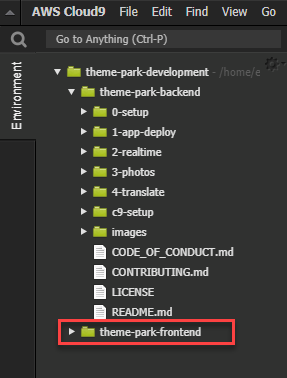 AWS Cloud9 File Edit View Go
Go to Anything (Ctrl-P)
Environment
theme-park-development - /home/e
theme-park-backend
0-setup
1-app-deploy
2-realtime
3-photos
4-translate
c9-setup
images
CODE_OF_CONDUCT.md
CONTRIBUTING.md
LICENSE
README.md
theme-park-frontend